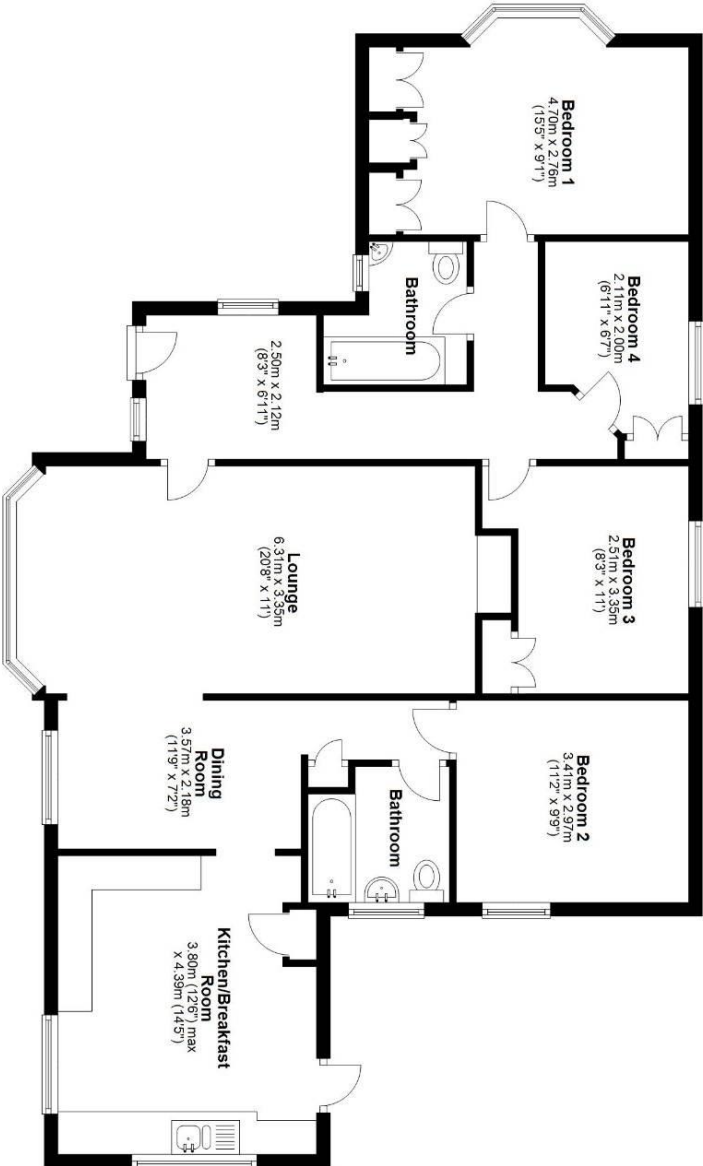 Bedroom 1
4.70m x 2.76m
(15'5" x 9'1")
Bedroom 4
2.11m x 2.00m
(6'11" x 6'7")
Bathroom
2.50m x 2.12m
(8'3" x 6'11")
Bedroom 3
2.51m x 3.35m
(8'3" x 11')
Lounge
6.31m x 3.35m
(20'8" x 11')
Bedroom 2
3.41m x 2.97m
(11'2" x 9'9")
Bathroom
Dining
Room
3.57m x 2.18m
(11'9" x 7'2")
Kitchen/Breakfast
Room
3.80m (12'6") max
x 4.39m (14'5")